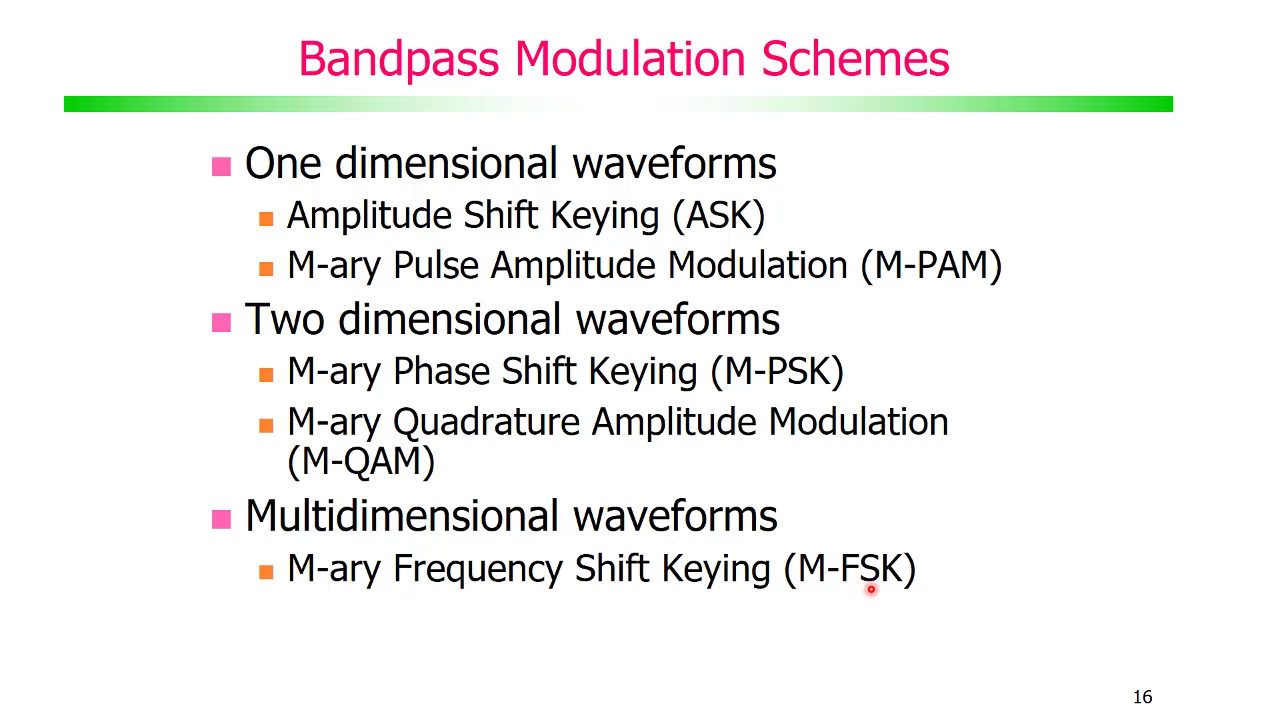 Bandpass Modulation Schemes
One dimensional waveforms
Amplitude Shift Keying (ASK)
M-ary Pulse Amplitude Modulation (M-PAM)
Two dimensional waveforms
M-ary Phase Shift Keying (M-PSK)
M-ary Quadrature Amplitude Modulation
(M-QAM)
Multidimensional waveforms
M-ary Frequency Shift Keying (M-FSK)
16